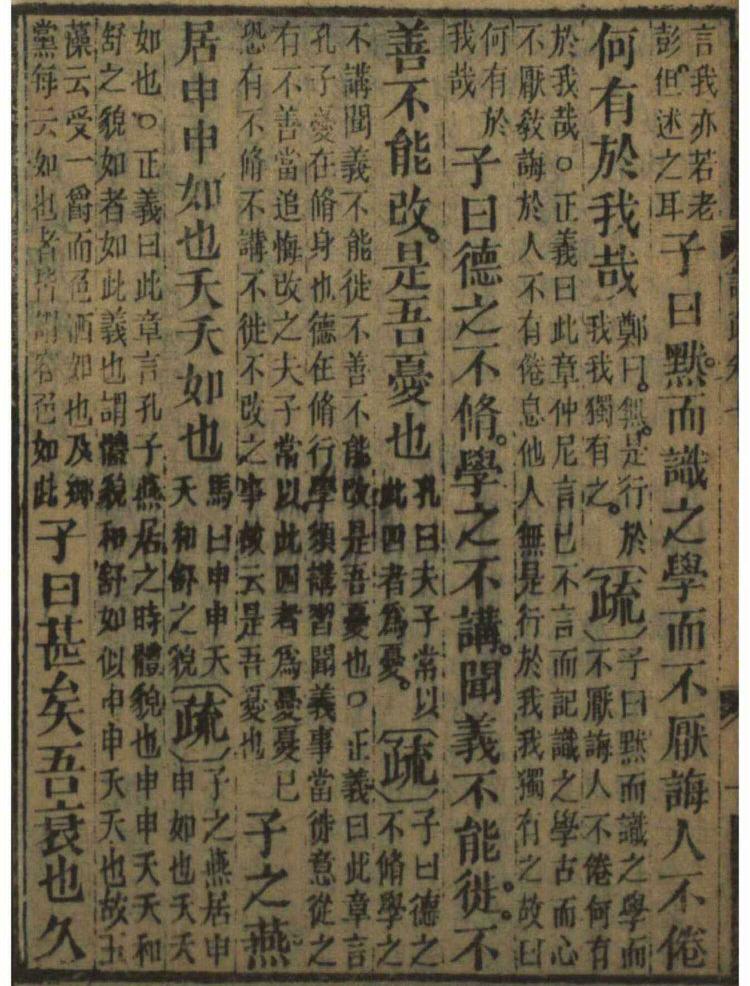 言我亦若老
彭但述之耳
子曰黙而識之學而不厭誨人不倦
何有於我哉
鄭曰無是行於
我我獨有之
〔疏〕
子曰黙而識之學而
不厭誨人不倦何有
於我哉○正義曰此章仲尼言已不言而記識之學古而心
不厭敎誨於人不有倦息他人無是行於我我獨有之故曰
何有於
我哉
子曰德之不脩學之不講聞義不能徙不
善不能改是吾憂也
孔曰夫子常以
此四者爲憂
〔疏〕
子曰德之
不脩學之
不講聞義不能徙不善不能改是吾憂也○正義曰此章言
孔子憂在脩身也德在脩行學須講習聞義事當徙意從之
有不善當追悔改之夫子常以此四者爲憂憂已
恐有不脩不講不徙不改之事故云是吾憂也
子之燕
居申申如也夭夭如也
馬曰申申夭
夭和舒之貌
〔疏〕
子之燕居申
申如也夭夭
如也○正義曰此章言孔子燕居之時體貌也申申夭夭和
舒之貌如者如此義也謂體貌和舒如似申申夭夭也故玉
藻云受一爵而色洒如也及鄉
黨每云如也者皆謂容色如此
子曰甚矣吾衰也久